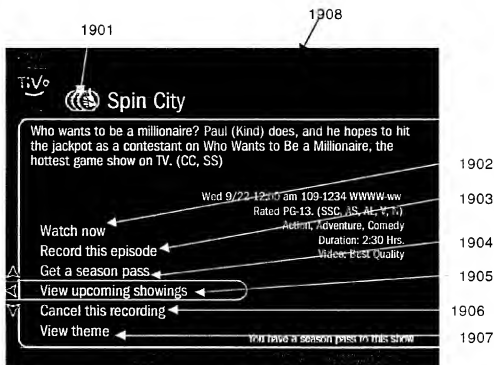 1908
1901
TiVo
Spin City
Who wants to be a millionaire? Paul (Kind) does, and he hopes to hit
the jackpot as a contestant on Who Wants to Be a Millionaire, the
hottest game show on TV. (CC, SS)
1902
Wed 9/22 12:00 am 109-1234 WWWW-ww
1903
Rated PG-13. (SSC, AS, AL, V, N)
Action, Adventure, Comedy
Watch now
Duration: 2:30 Hrs.
1904
Record this episode
Video: Best Quality
Get a season pass
1905
View upcoming showings
Cancel this recording
1906
View theme
You have a season pass to this show
1907